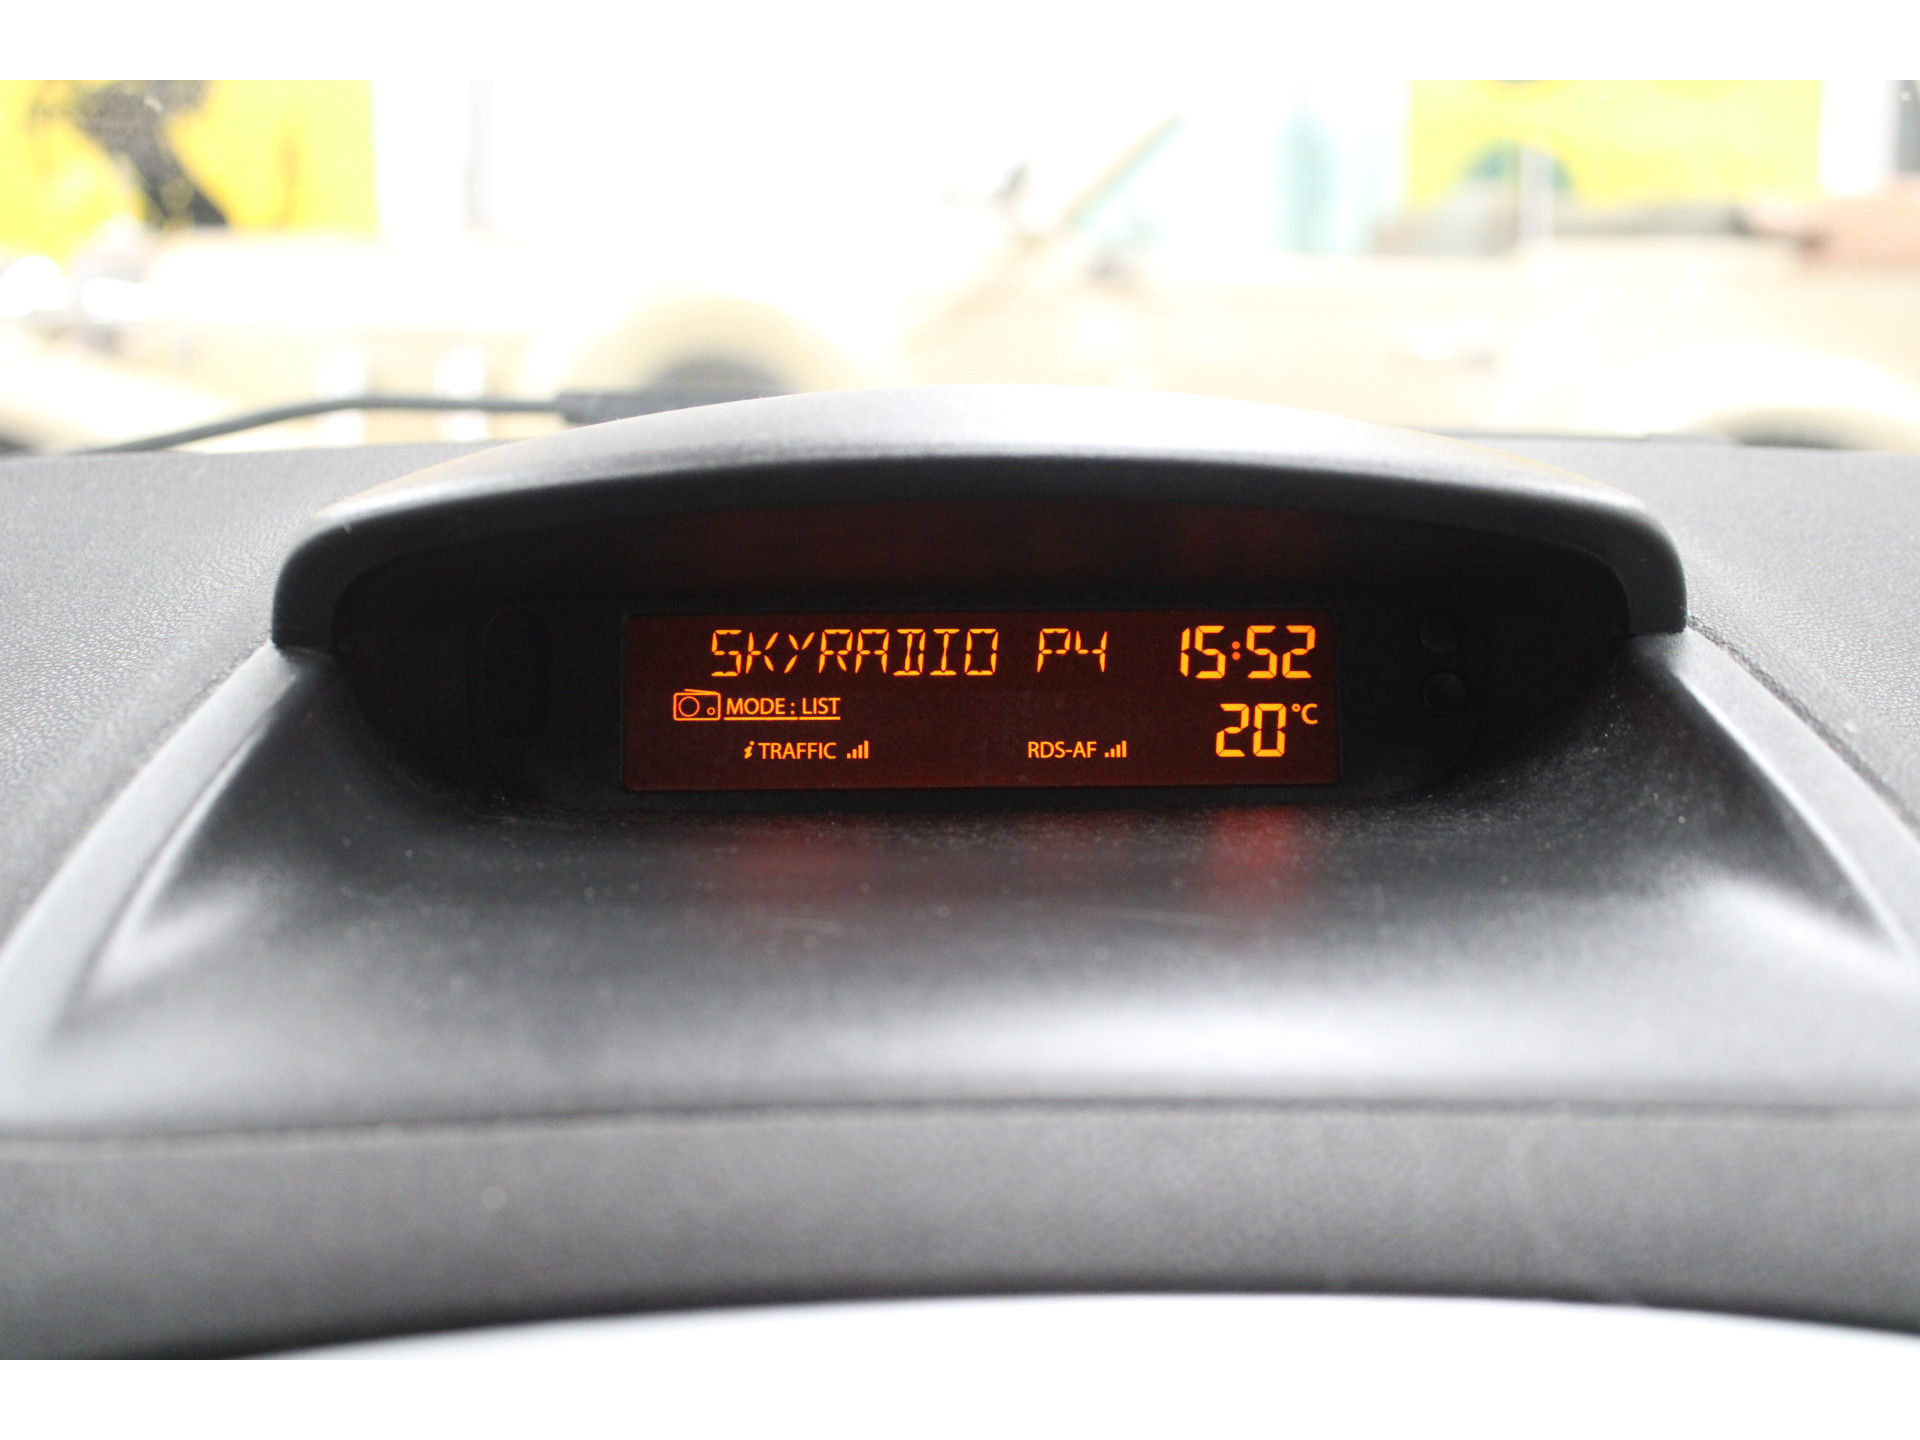 SKYRADIO P4 15:52
MODE : LIST
20°C
i TRAFFIC RDS-AF